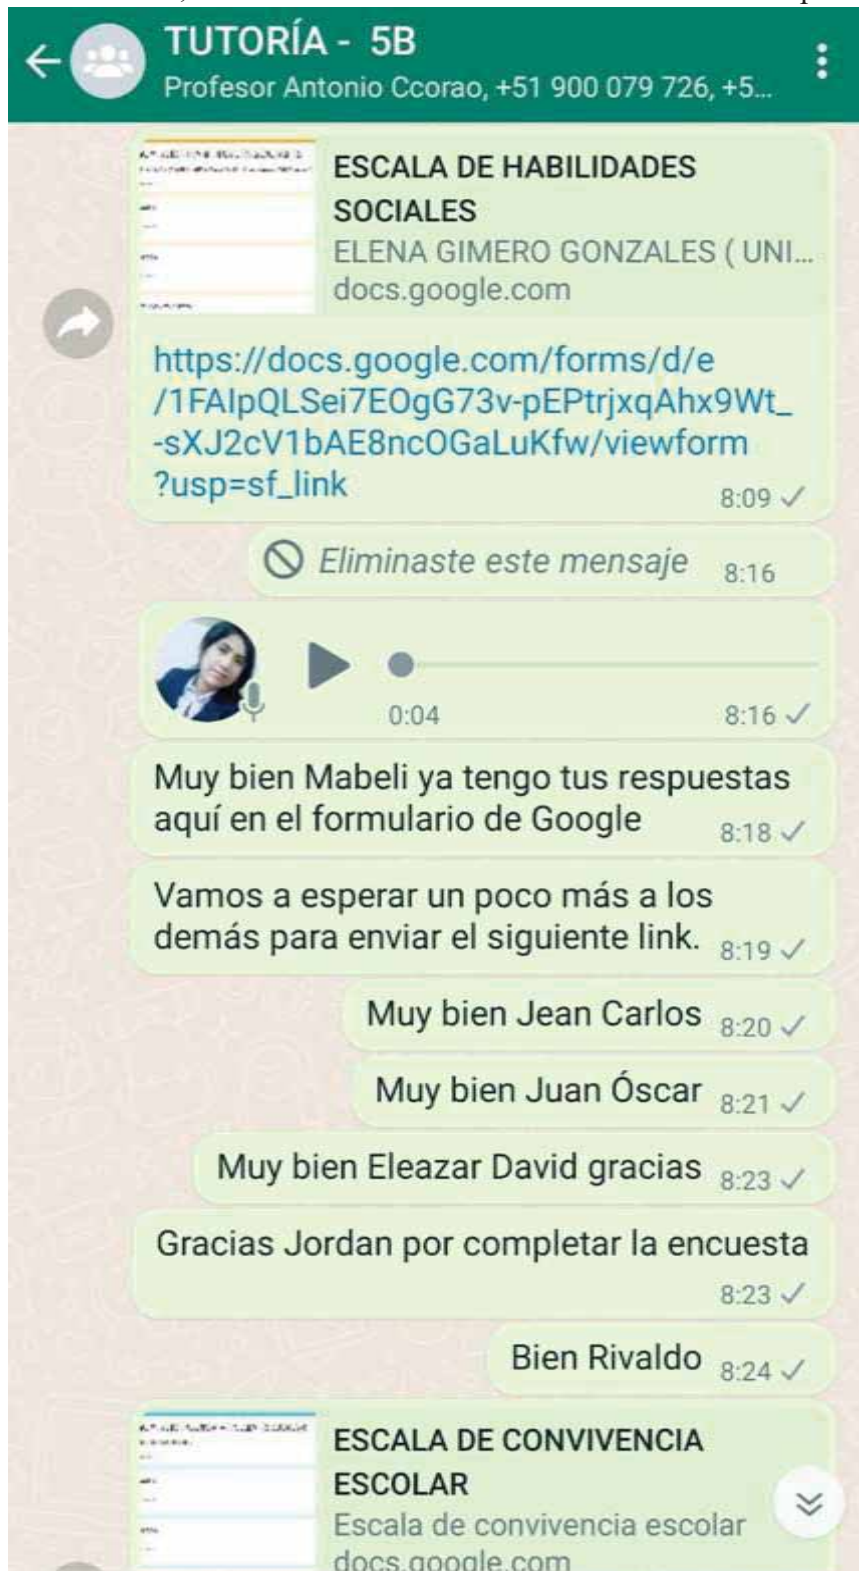 TUTORÍA - 5B
Profesor Antonio Ccorao, +51 900 079 726, +5...
ESCALA DE HABILIDADES
SOCIALES
ELENA GIMERO GONZALES ( UNI...
docs.google.com
https://docs.google.com/forms/d/e
/1FAIpQLSei7EOgG73v-pEPtrjxqAhx9Wt_
-sXJ2cV1bAE8ncOGaLuKfw/viewform
?usp=sf_link
8:09
Eliminaste este mensaje 8:16
0:04 8:16
Muy bien Mabeli ya tengo tus respuestas
aquí en el formulario de Google 8:18
Vamos a esperar un poco más a los
demás para enviar el siguiente link. 8:19
Muy bien Jean Carlos 8:20
Muy bien Juan Óscar 8:21
Muy bien Eleazar David gracias 8:23
Gracias Jordan por completar la encuesta
8:23
Bien Rivaldo 8:24
ESCALA DE CONVIVENCIA
ESCOLAR
Escala de convivencia escolar
docs.google.com